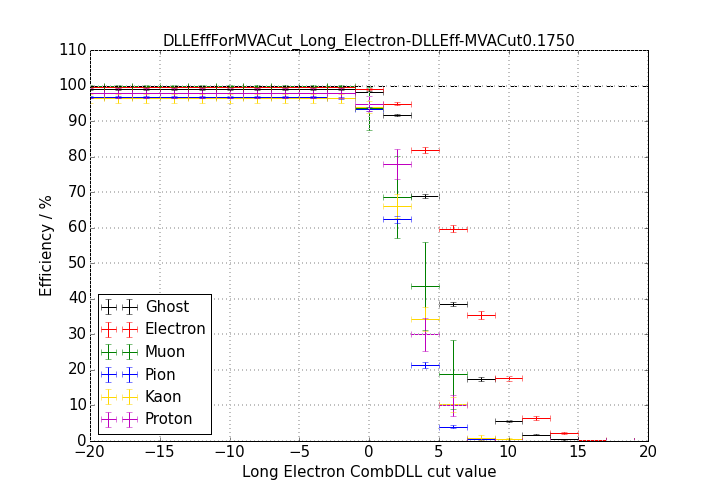 DLLEffForMVACut_Long_Electron-DLLEff-MVACut0.1750
110
100
90
80
70
60
50
40
30
20
10
0
Efficiency / %
Ghost
Electron
Muon
Pion
Kaon
Proton
−20 −15 −10 −5 0 5 10 15 20
Long Electron CombDLL cut value